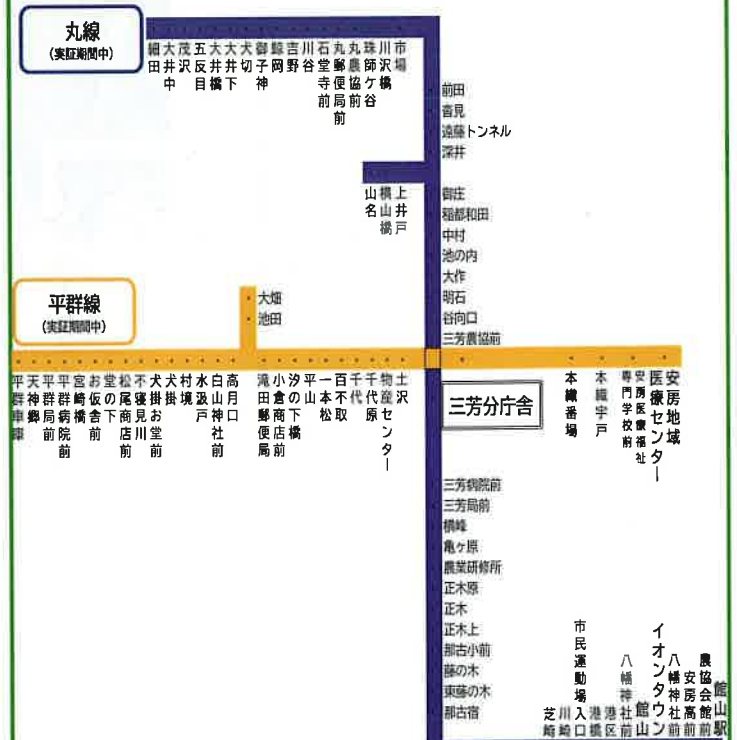 丸線
(実証期間中)
細田
大井中
茂沢
五反目
大井橋
大井下
犬切
御子神
鯨岡
吉野
川谷
石堂寺前
丸郵便局前
丸農協前
珠師ケ谷
川沢橋
市場
前田
沓見
遠藤トンネル
深井
山名
横山橋
上井戸
御庄
稲都和田
中村
池の内
大作
明石
谷向口
三芳農協前
平群線
(実証期間中)
大畑
池田
平群車庫
天神郷
平群局前
平群病院前
宮崎橋
お仮舎前
堂の下
松尾商店前
不寝見川
犬掛お堂前
犬掛
村境
水汲戸
白山神社前
高月口
滝田郵便局
小倉商店前
汐の下橋
平山
一本松
百不取
千代
千代原
物産センター
土沢
三芳分庁舎
本織番場
本織宇戸
安房医療福祉
専門学校前
安房地域
医療センター
三芳病院前
三芳局前
横峰
亀ヶ原
農業研修所
正木原
正木
正木上
那古小前
藤の木
東藤の木
那古宿
芝崎
川崎
市民運動場入口
港橋
港区
八幡神社前
館山
イオンタウン
八幡神社前
安房高前
農協会館前
館山駅